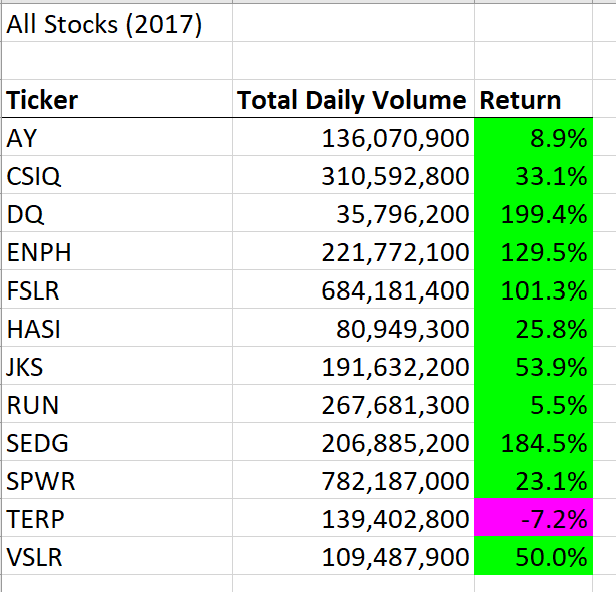 All Stocks (2017)
Ticker Total Daily Volume Return
AY 136,070,900 8.9%
CSIQ 310,592,800 33.1%
DQ 35,796,200 199.4%
ENPH 221,772,100 129.5%
FSLR 684,181,400 101.3%
HASI 80,949,300 25.8%
JKS 191,632,200 53.9%
RUN 267,681,300 5.5%
SEDG 206,885,200 184.5%
SPWR 782,187,000 23.1%
TERP 139,402,800 -7.2%
VSLR 109,487,900 50.0%